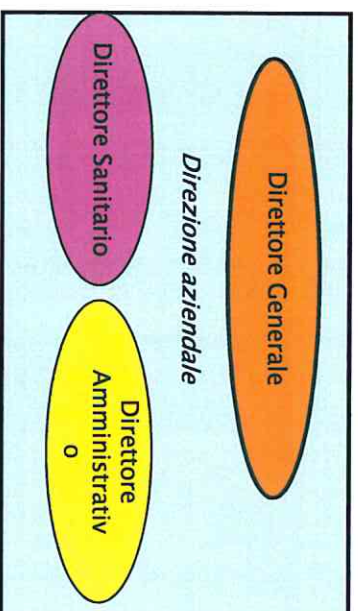 Direttore Generale
Direzione aziendale
Direttore Sanitario
Direttore
Amministrativ
o